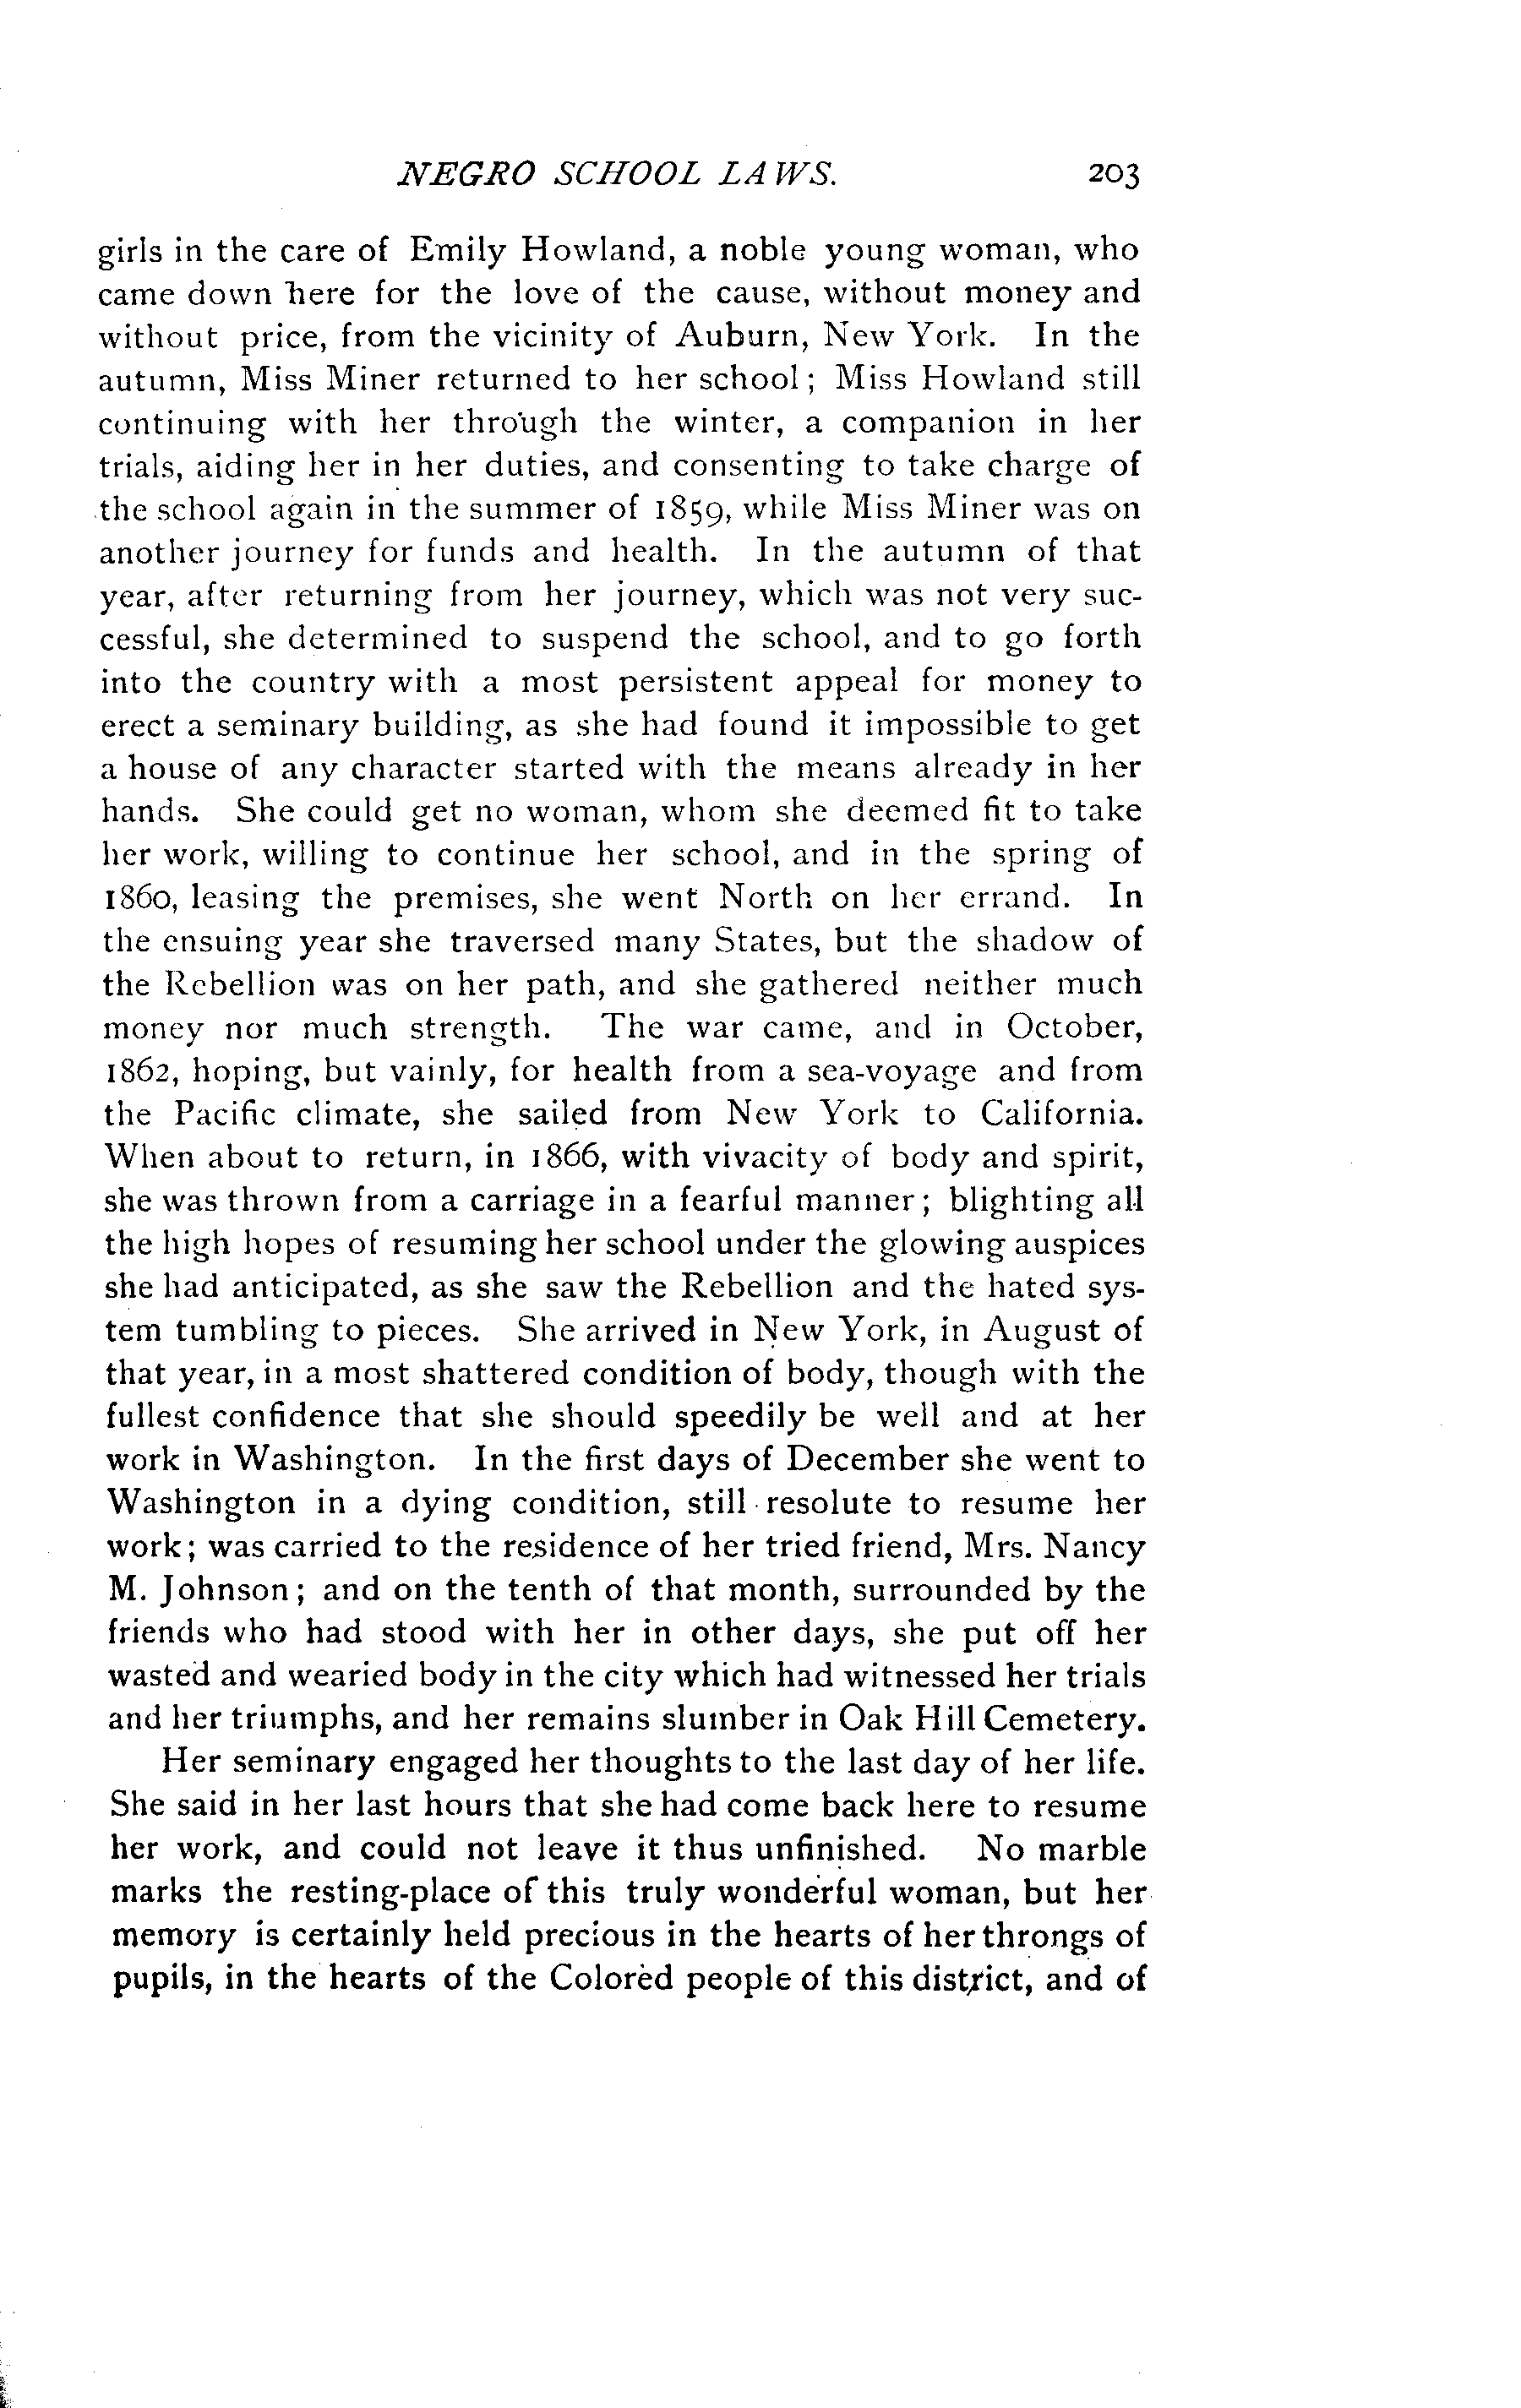 NEGRO SCHOOL LAWS. 203
girls in the care of Emily Howland, a noble young woman, who
came down here for the love of the cause, without money and
without price, from the vicinity of Auburn, New York. In the
autumn, Miss Miner returned to her school; Miss Howland still
continuing with her through the winter, a companion in her
trials, aiding her in her duties, and consenting to take charge of
the school again in the summer of 1859, while Miss Miner was on
another journey for funds and health. In the autumn of that
year, after returning from her journey, which was not very suc-
cessful, she determined to suspend the school, and to go forth
into the country with a most persistent appeal for money to
erect a seminary building, as she had found it impossible to get
a house of any character started with the means already in her
hands. She could get no woman, whom she deemed fit to take
her work, willing to continue her school, and in the spring of
1860, leasing the premises, she went North on her errand. In
the ensuing year she traversed many States, but the shadow of
the Rebellion was on her path, and she gathered neither much
money nor much strength. The war came, and in October,
1862, hoping, but vainly, for health from a sea-voyage and from
the Pacific climate, she sailed from New York to California.
When about to return, in 1866, with vivacity of body and spirit,
she was thrown from a carriage in a fearful manner; blighting all
the high hopes of resuming her school under the glowing auspices
she had anticipated, as she saw the Rebellion and the hated sys-
tem tumbling to pieces. She arrived in New York, in August of
that year, in a most shattered condition of body, though with the
fullest confidence that she should speedily be well and at her
work in Washington. In the first days of December she went to
Washington in a dying condition, still resolute to resume her
work; was carried to the residence of her tried friend, Mrs. Nancy
M. Johnson; and on the tenth of that month, surrounded by the
friends who had stood with her in other days, she put off her
wasted and wearied body in the city which had witnessed her trials
and her triumphs, and her remains slumber in Oak Hill Cemetery.
Her seminary engaged her thoughts to the last day of her life.
She said in her last hours that she had come back here to resume
her work, and could not leave it thus unfinished. No marble
marks the resting-place of this truly wonderful woman, but her
memory is certainly held precious in the hearts of her throngs of
pupils, in the hearts of the Colored people of this district, and of